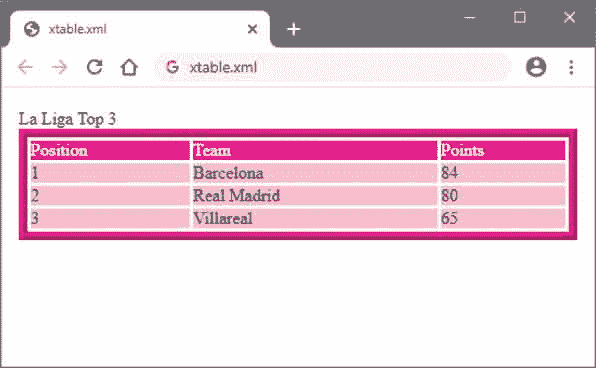 xtable.xml
xtable.xml
La Liga Top 3
Position Team Points
1 Barcelona 84
2 Real Madrid 80
3 Villareal 65